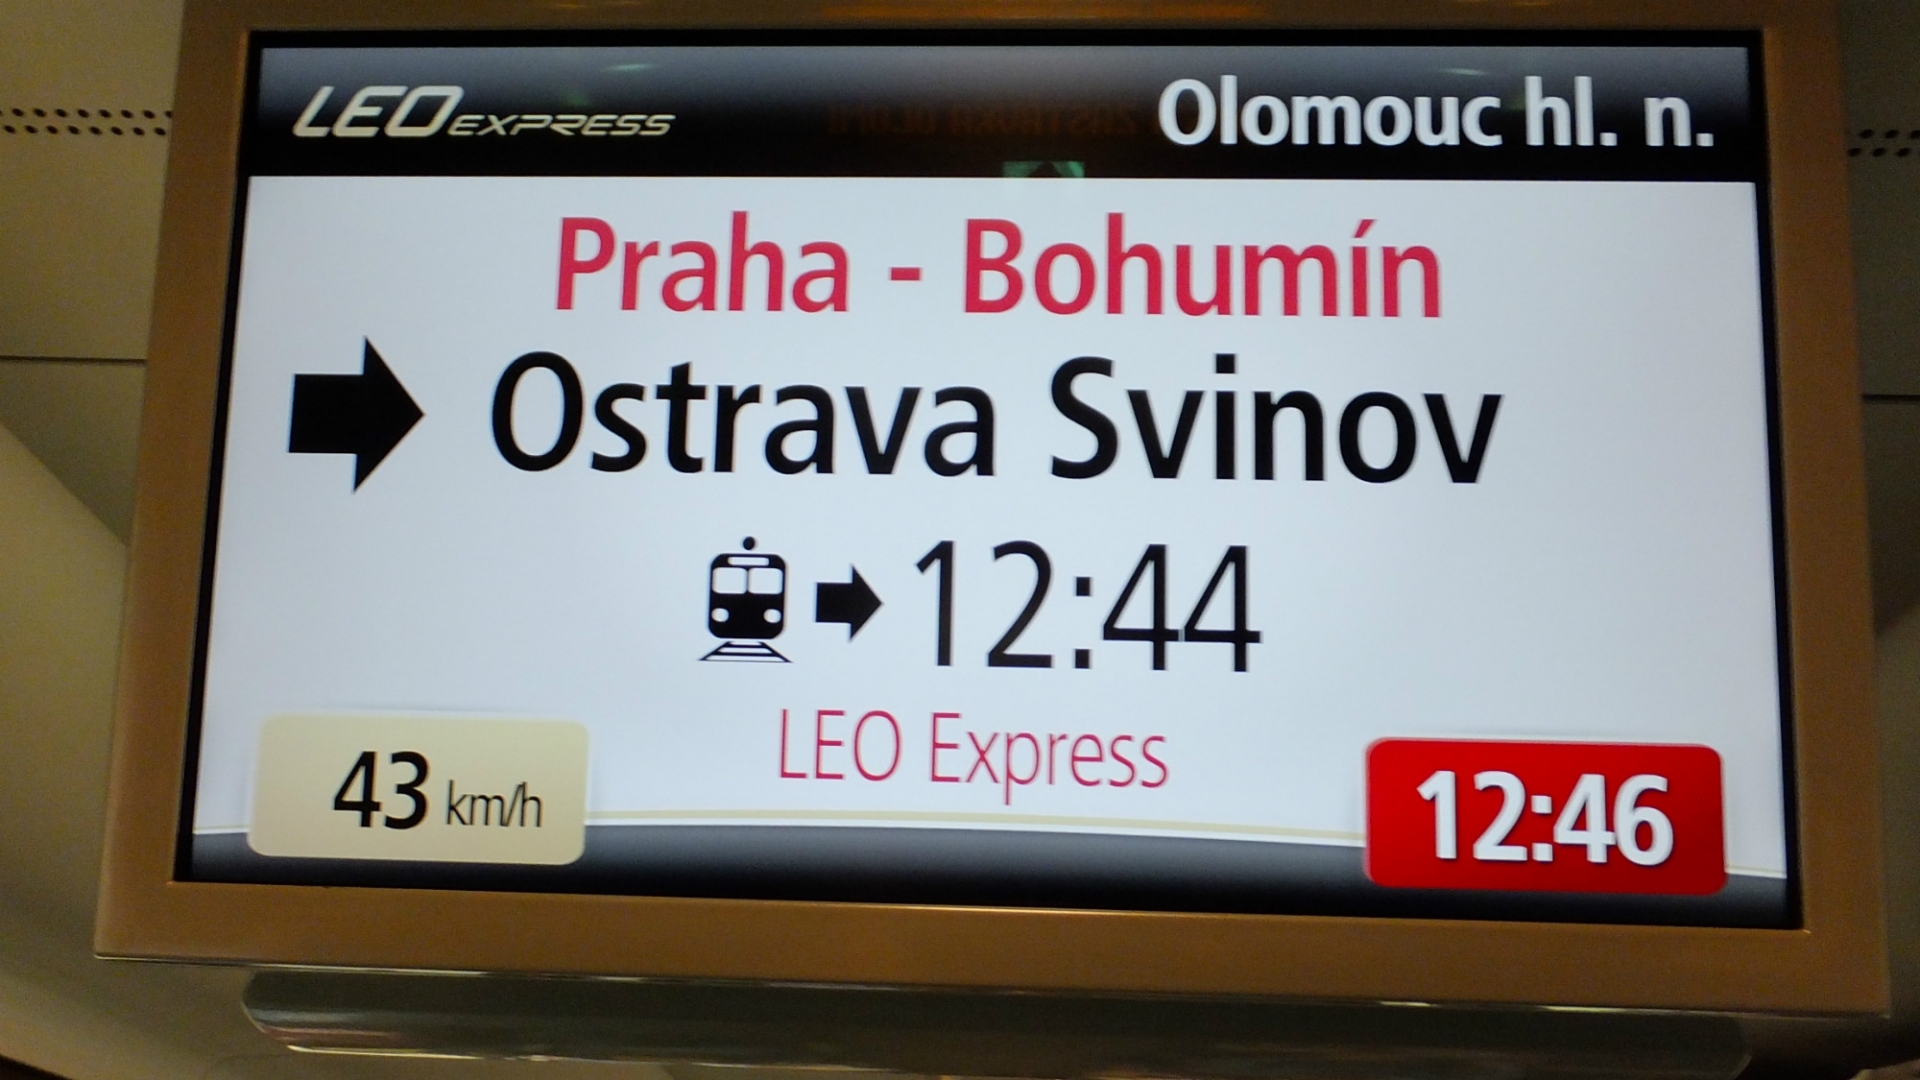 LEO EXPRESS
Olomouc hl. n.
Praha - Bohumín
Ostrava Svinov
12:44
LEO Express
43 km/h
12:46